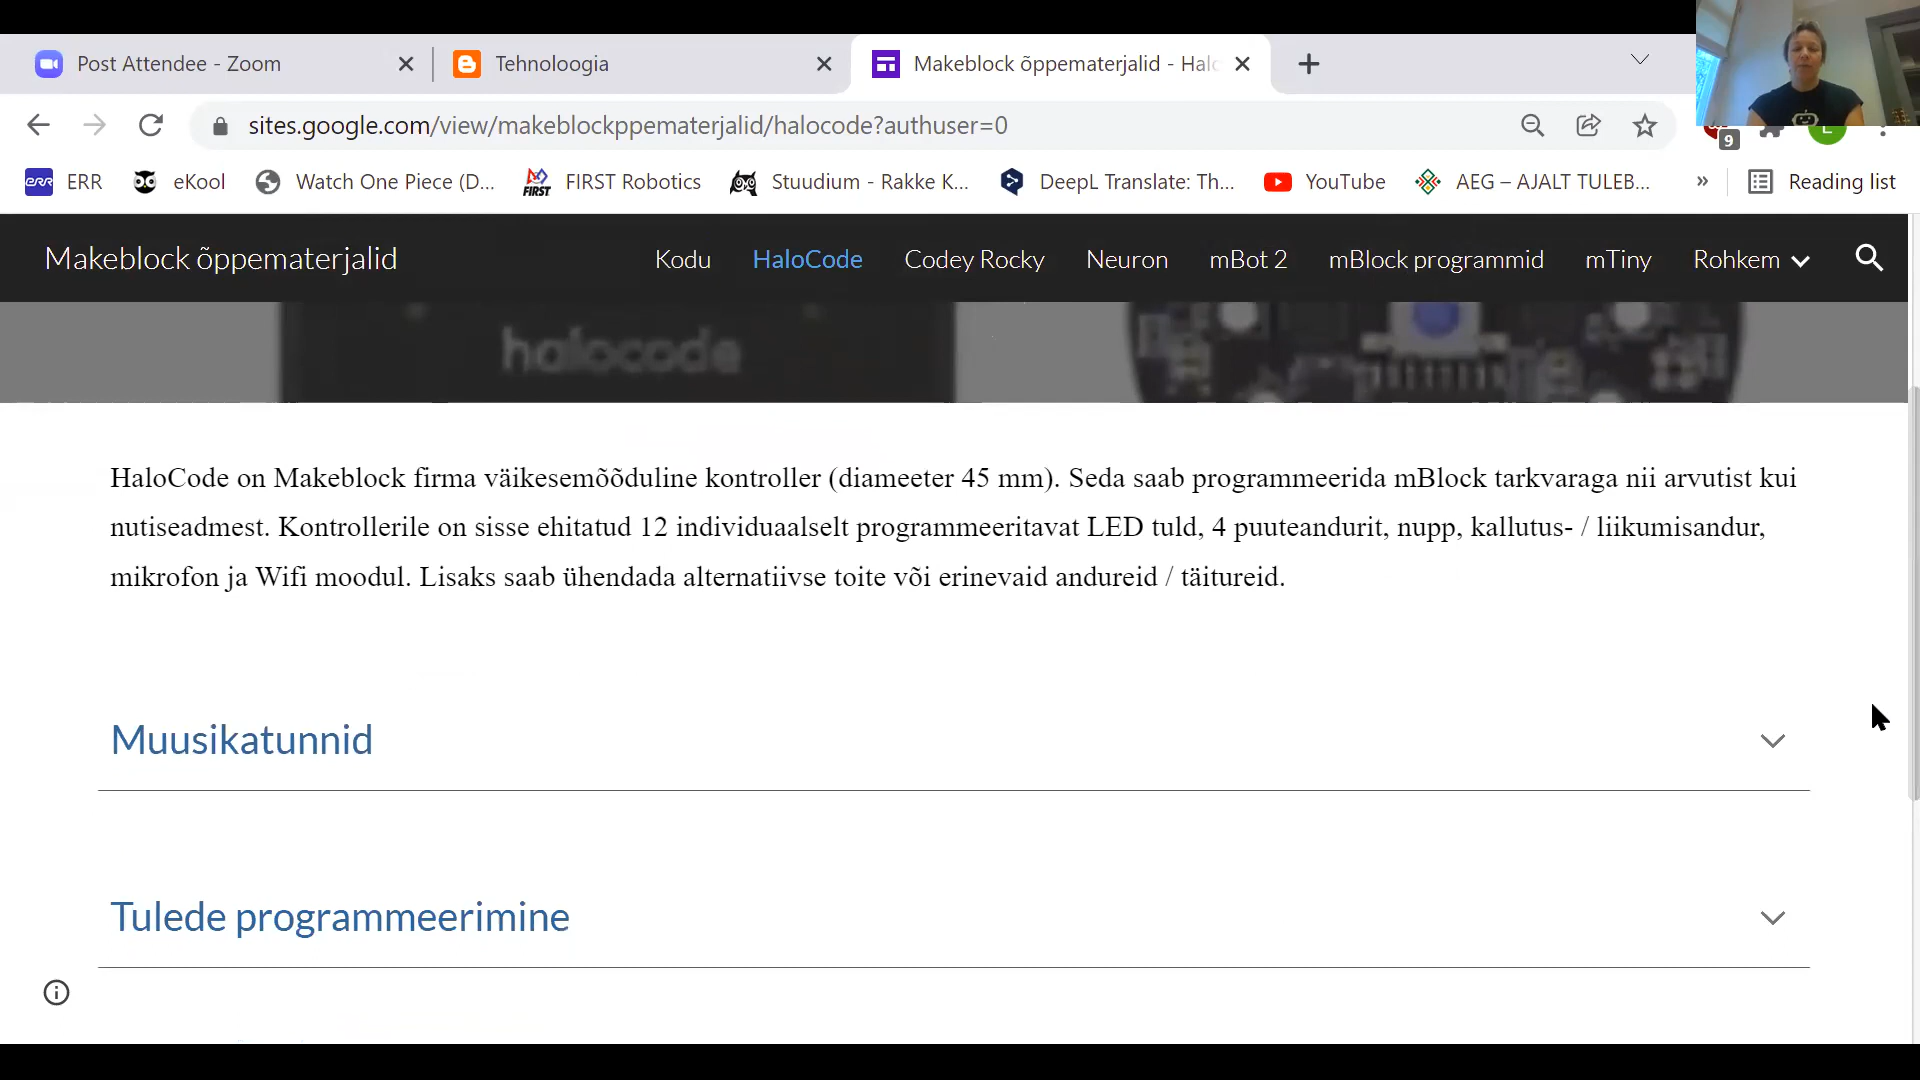 Post Attendee - Zoom
Tehnoloogia
Makeblock õppematerjalid - Halo
sites.google.com/view/makeblockppematerjalid/halocode?authuser=0
9
ERR
eKool
Watch One Piece (D...
FIRST Robotics
Stuudium - Rakke K...
DeepL Translate: Th...
YouTube
AEG – AJALT TULEB...
»
Reading list
Makeblock õppematerjalid
Kodu
HaloCode
Codey Rocky
Neuron
mBot 2
mBlock programmid
mTiny
Rohkem
halocode
HaloCode on Makeblock firma väikesemõõduline kontroller (diameeter 45 mm). Seda saab programmeerida mBlock tarkvaraga nii arvutist kui
nutiseadmest. Kontrollerile on sisse ehitatud 12 individuaalselt programmeeritavat LED tuld, 4 puuteandurit, nupp, kallutus- / liikumisandur,
mikrofon ja Wifi moodul. Lisaks saab ühendada alternatiivse toite või erinevaid andureid / täitureid.
Muusikatunnid
Tulede programmeerimine